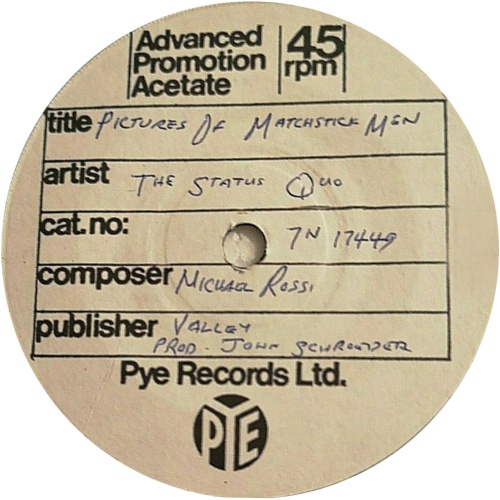 Advanced 45
Promotion rpm
Acetate
title PICTURES OF MATCHSTICK MEN
artist THE STATUS QUO
cat.no: 7N 17449
composer MICHAEL ROSSI
publisher VALLEY
PROD. JOHN SCHROEDER
Pye Records Ltd.
PYE